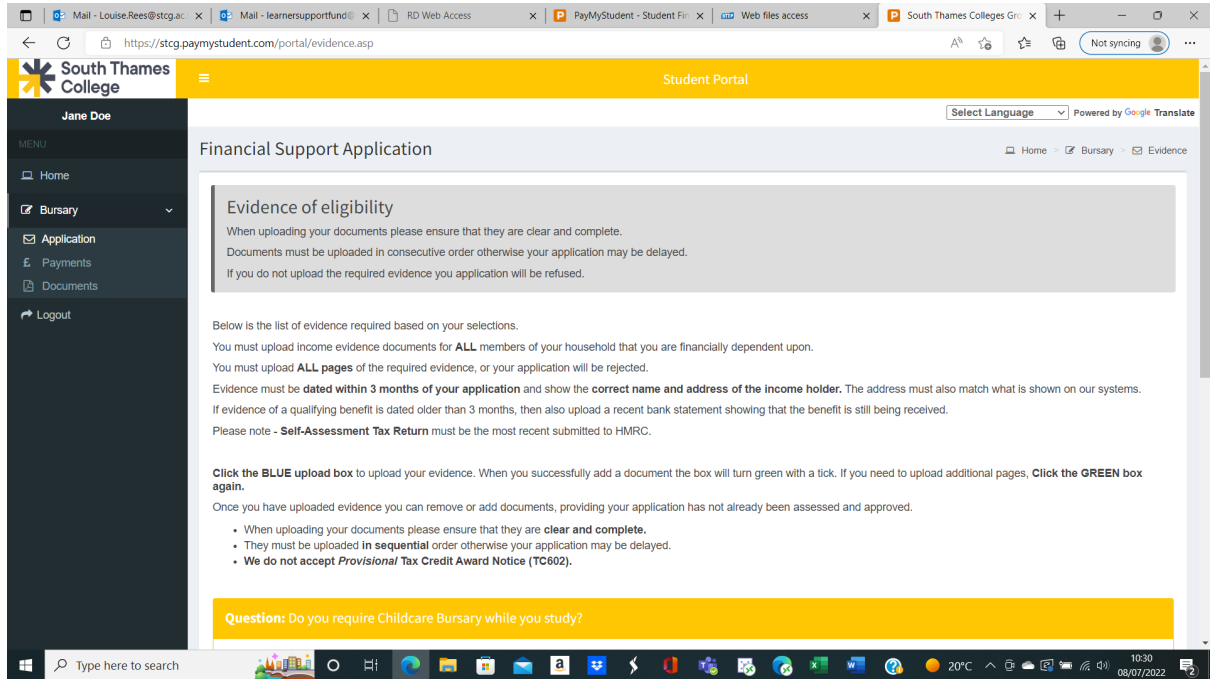 Mail - Louise.Rees@stcg.ac.
Mail - learnersupportfund@
RD Web Access
PayMyStudent - Student Fin
Web files access
South Thames Colleges Gro
https://stcg.paymystudent.com/portal/evidence.asp
Not syncing
South Thames
College
Student Portal
Jane Doe
Select Language
Powered by Google Translate
MENU
Financial Support Application
Home > Bursary > Evidence
Home
Bursary
Application
£ Payments
Documents
Logout
Evidence of eligibility
When uploading your documents please ensure that they are clear and complete.
Documents must be uploaded in consecutive order otherwise your application may be delayed.
If you do not upload the required evidence you application will be refused.
Below is the list of evidence required based on your selections.
You must upload income evidence documents for ALL members of your household that you are financially dependent upon.
You must upload ALL pages of the required evidence, or your application will be rejected.
Evidence must be dated within 3 months of your application and show the correct name and address of the income holder. The address must also match what is shown on our systems.
If evidence of a qualifying benefit is dated older than 3 months, then also upload a recent bank statement showing that the benefit is still being received.
Please note - Self-Assessment Tax Return must be the most recent submitted to HMRC.
Click the BLUE upload box to upload your evidence. When you successfully add a document the box will turn green with a tick. If you need to upload additional pages, Click the GREEN box
again.
Once you have uploaded evidence you can remove or add documents, providing your application has not already been assessed and approved.
• When uploading your documents please ensure that they are clear and complete.
• They must be uploaded in sequential order otherwise your application may be delayed.
• We do not accept Provisional Tax Credit Award Notice (TC602).
Question: Do you require Childcare Bursary while you study?
Type here to search
20°C
10:30
08/07/2022